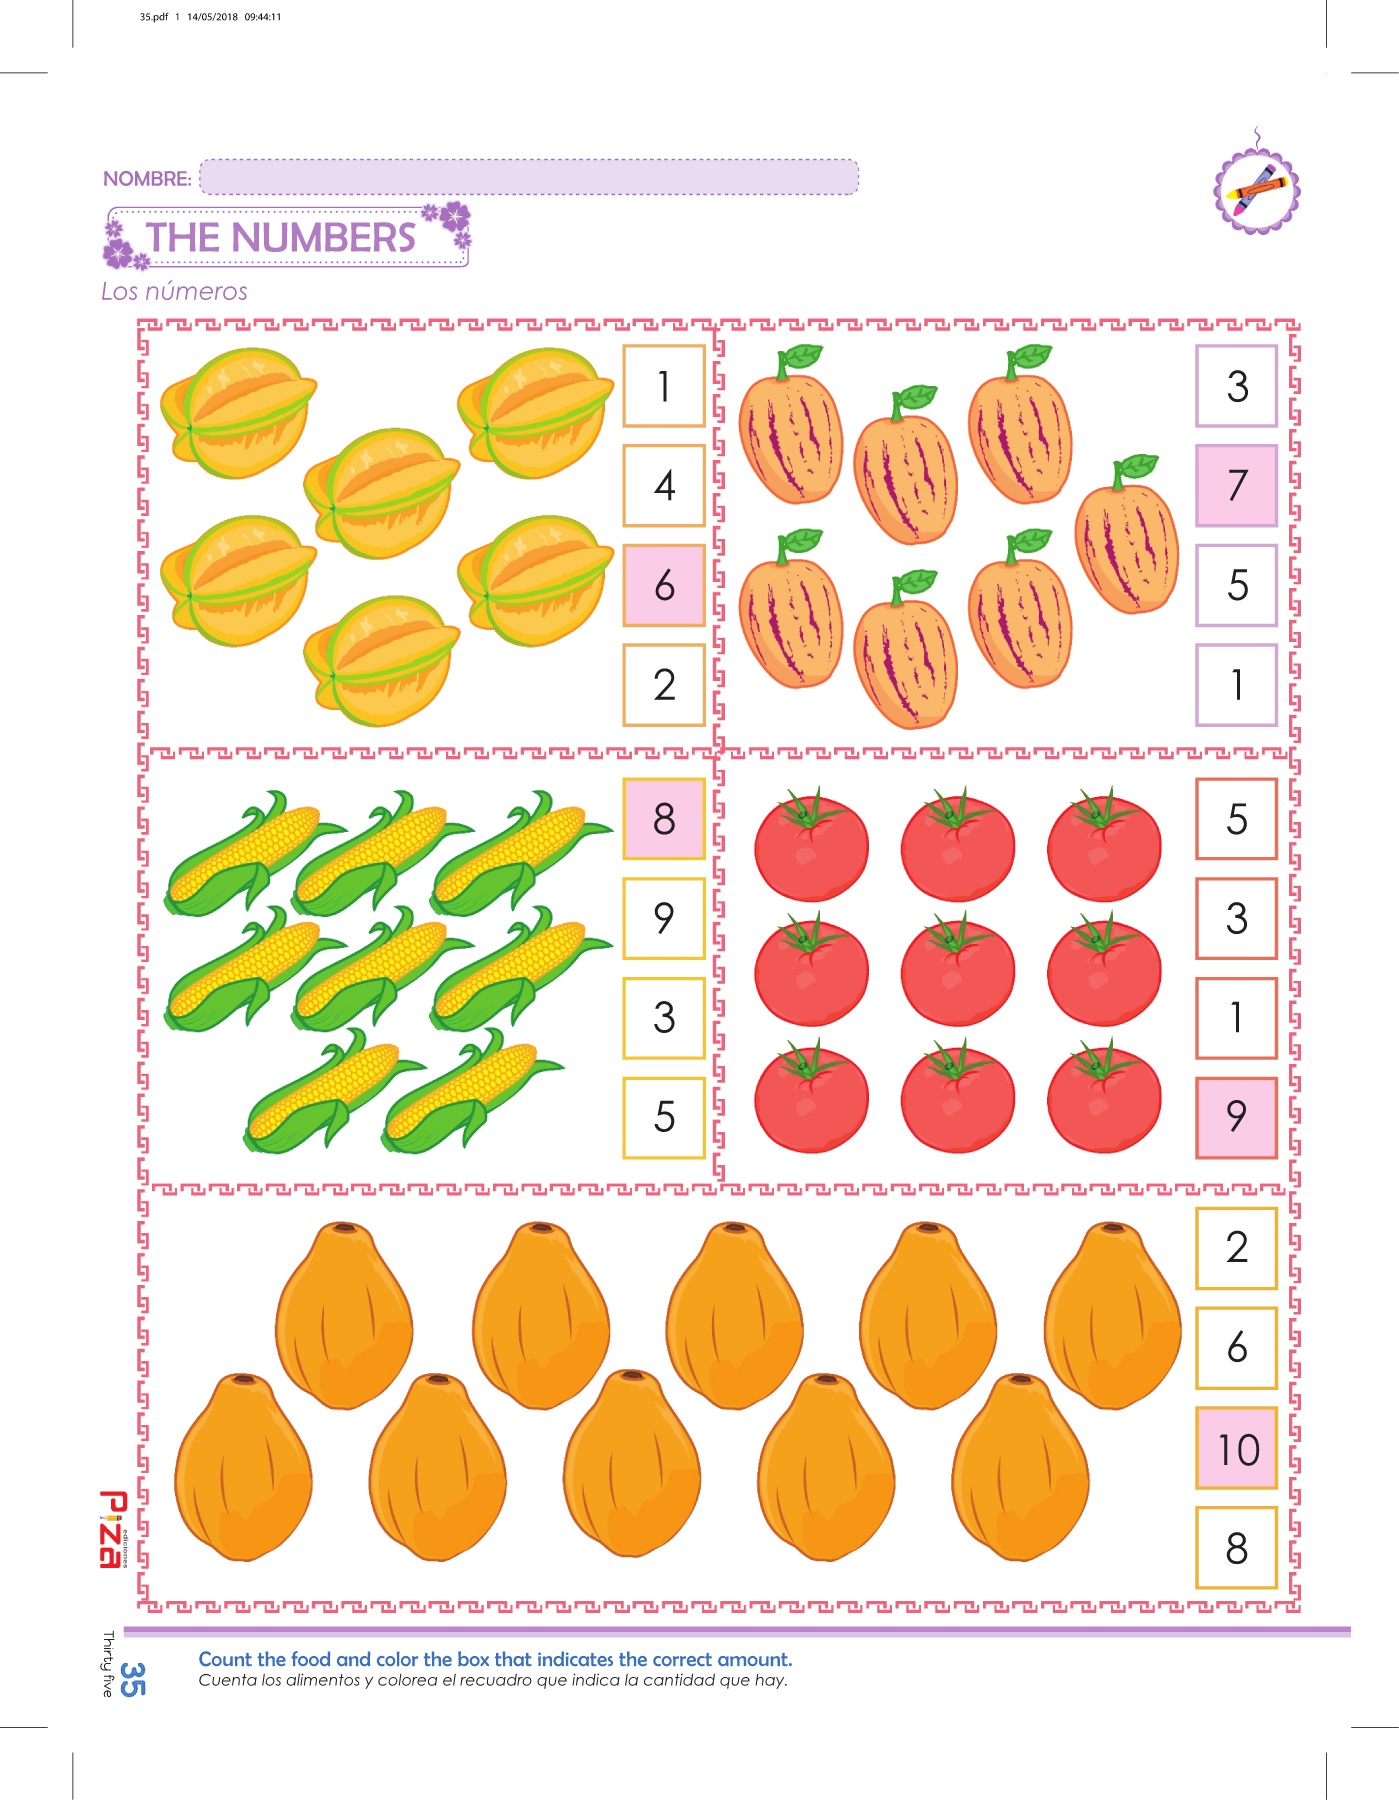 35.pdf 1 14/05/2018 09:44:11
NOMBRE:
THE NUMBERS
Los números
1
4
6
2
3
7
5
1
8
9
3
5
5
3
1
9
2
6
10
8
Piza
ediciones
Thirty five
35
Count the food and color the box that indicates the correct amount.
Cuenta los alimentos y colorea el recuadro que indica la cantidad que hay.